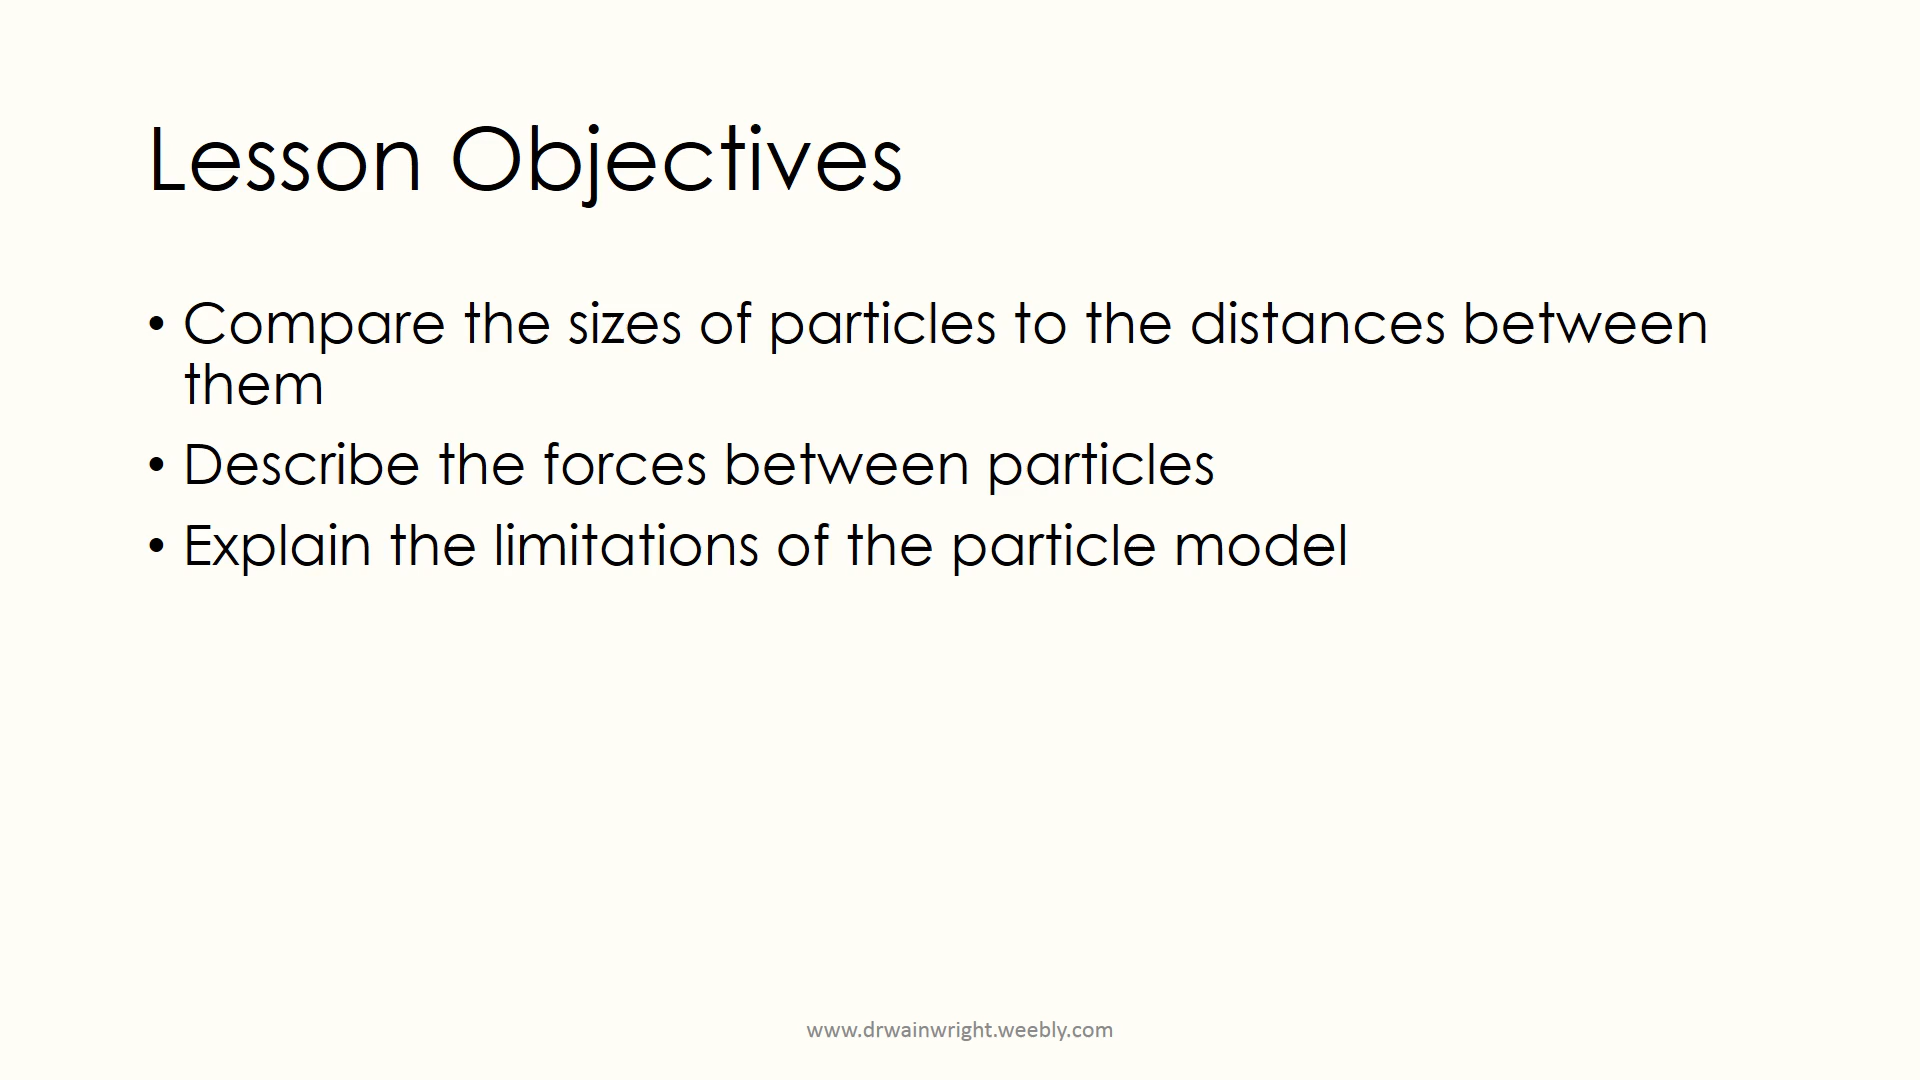 Lesson Objectives
• Compare the sizes of particles to the distances between
them
• Describe the forces between particles
• Explain the limitations of the particle model
www.drwainwright.weebly.com